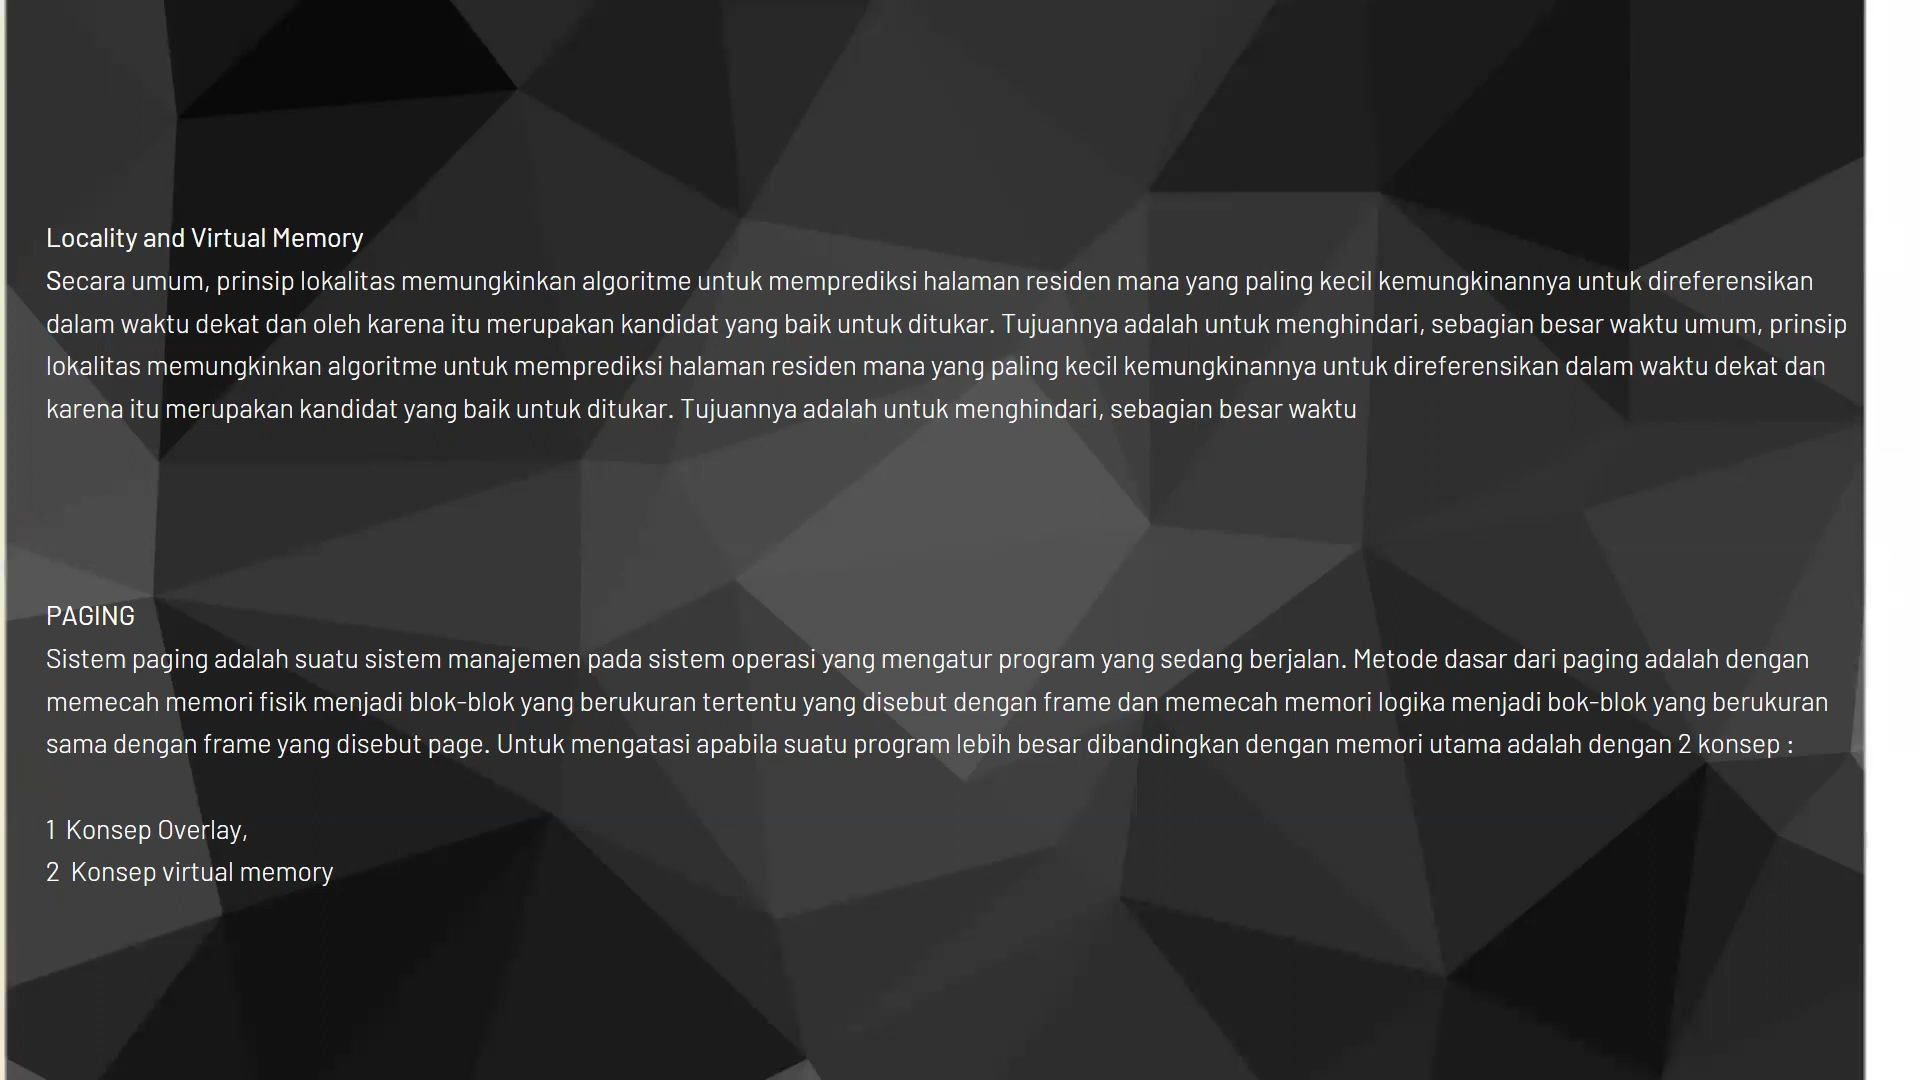 Locality and Virtual Memory
Secara umum, prinsip lokalitas memungkinkan algoritme untuk memprediksi halaman residen mana yang paling kecil kemungkinannya untuk direferensikan
dalam waktu dekat dan oleh karena itu merupakan kandidat yang baik untuk ditukar. Tujuannya adalah untuk menghindari, sebagian besar waktu umum, prinsip
lokalitas memungkinkan algoritme untuk memprediksi halaman residen mana yang paling kecil kemungkinannya untuk direferensikan dalam waktu dekat dan
karena itu merupakan kandidat yang baik untuk ditukar. Tujuannya adalah untuk menghindari, sebagian besar waktu
PAGING
Sistem paging adalah suatu sistem manajemen pada sistem operasi yang mengatur program yang sedang berjalan. Metode dasar dari paging adalah dengan
memecah memori fisik menjadi blok-blok yang berukuran tertentu yang disebut dengan frame dan memecah memori logika menjadi bok-blok yang berukuran
sama dengan frame yang disebut page. Untuk mengatasi apabila suatu program lebih besar dibandingkan dengan memori utama adalah dengan 2 konsep :
1 Konsep Overlay,
2 Konsep virtual memory